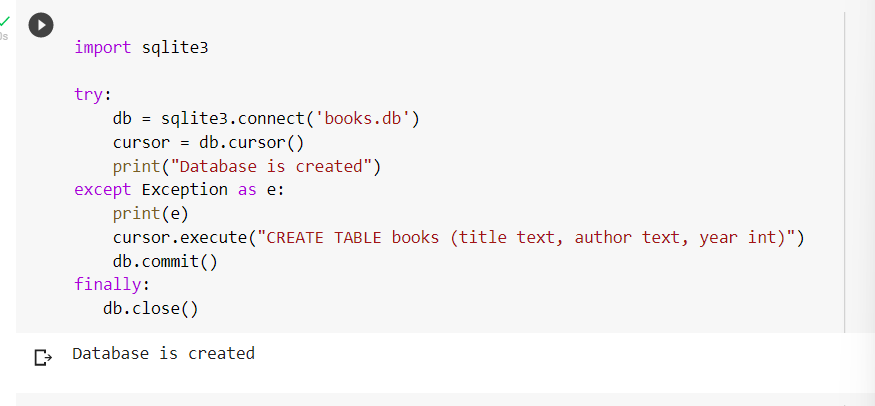 0s
import sqlite3
try:
    db = sqlite3.connect('books.db')
    cursor = db.cursor()
    print("Database is created")
except Exception as e:
    print(e)
    cursor.execute("CREATE TABLE books (title text, author text, year int)")
    db.commit()
finally:
   db.close()
Database is created